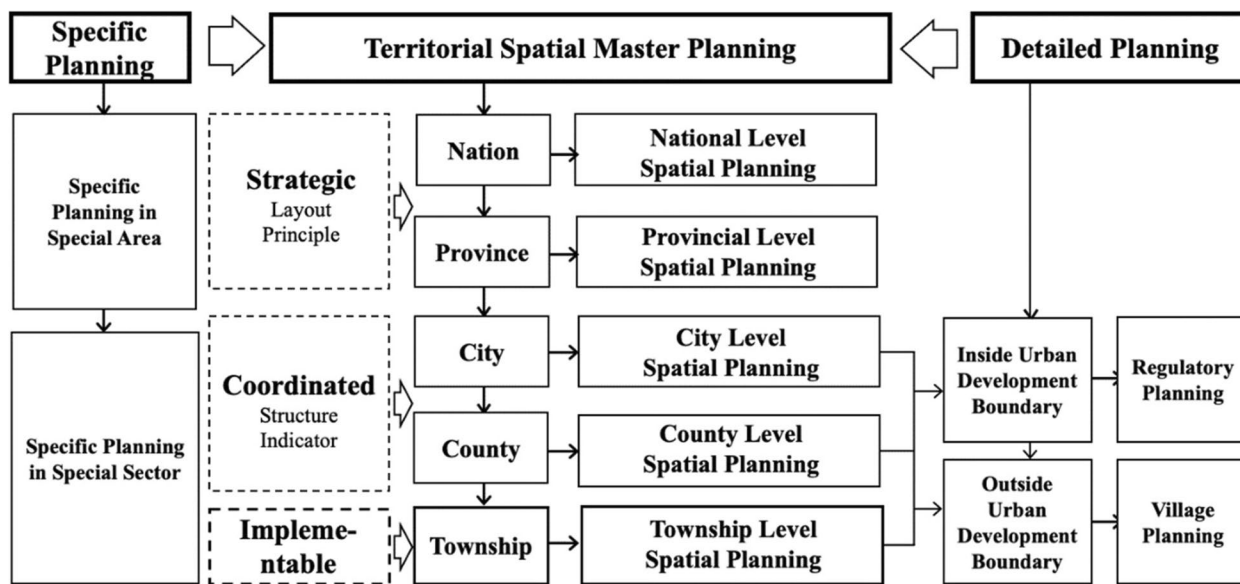 Specific
Planning
Territorial Spatial Master Planning
Detailed Planning
Specific
Planning in
Special Area
Specific Planning
in Special Sector
Strategic
Layout
Principle
Coordinated
Structure
Indicator
Impleme-
ntable
Nation
Province
City
County
Township
National Level
Spatial Planning
Provincial Level
Spatial Planning
City Level
Spatial Planning
County Level
Spatial Planning
Township Level
Spatial Planning
Inside Urban
Development
Boundary
Outside
Urban
Development
Boundary
Regulatory
Planning
Village
Planning